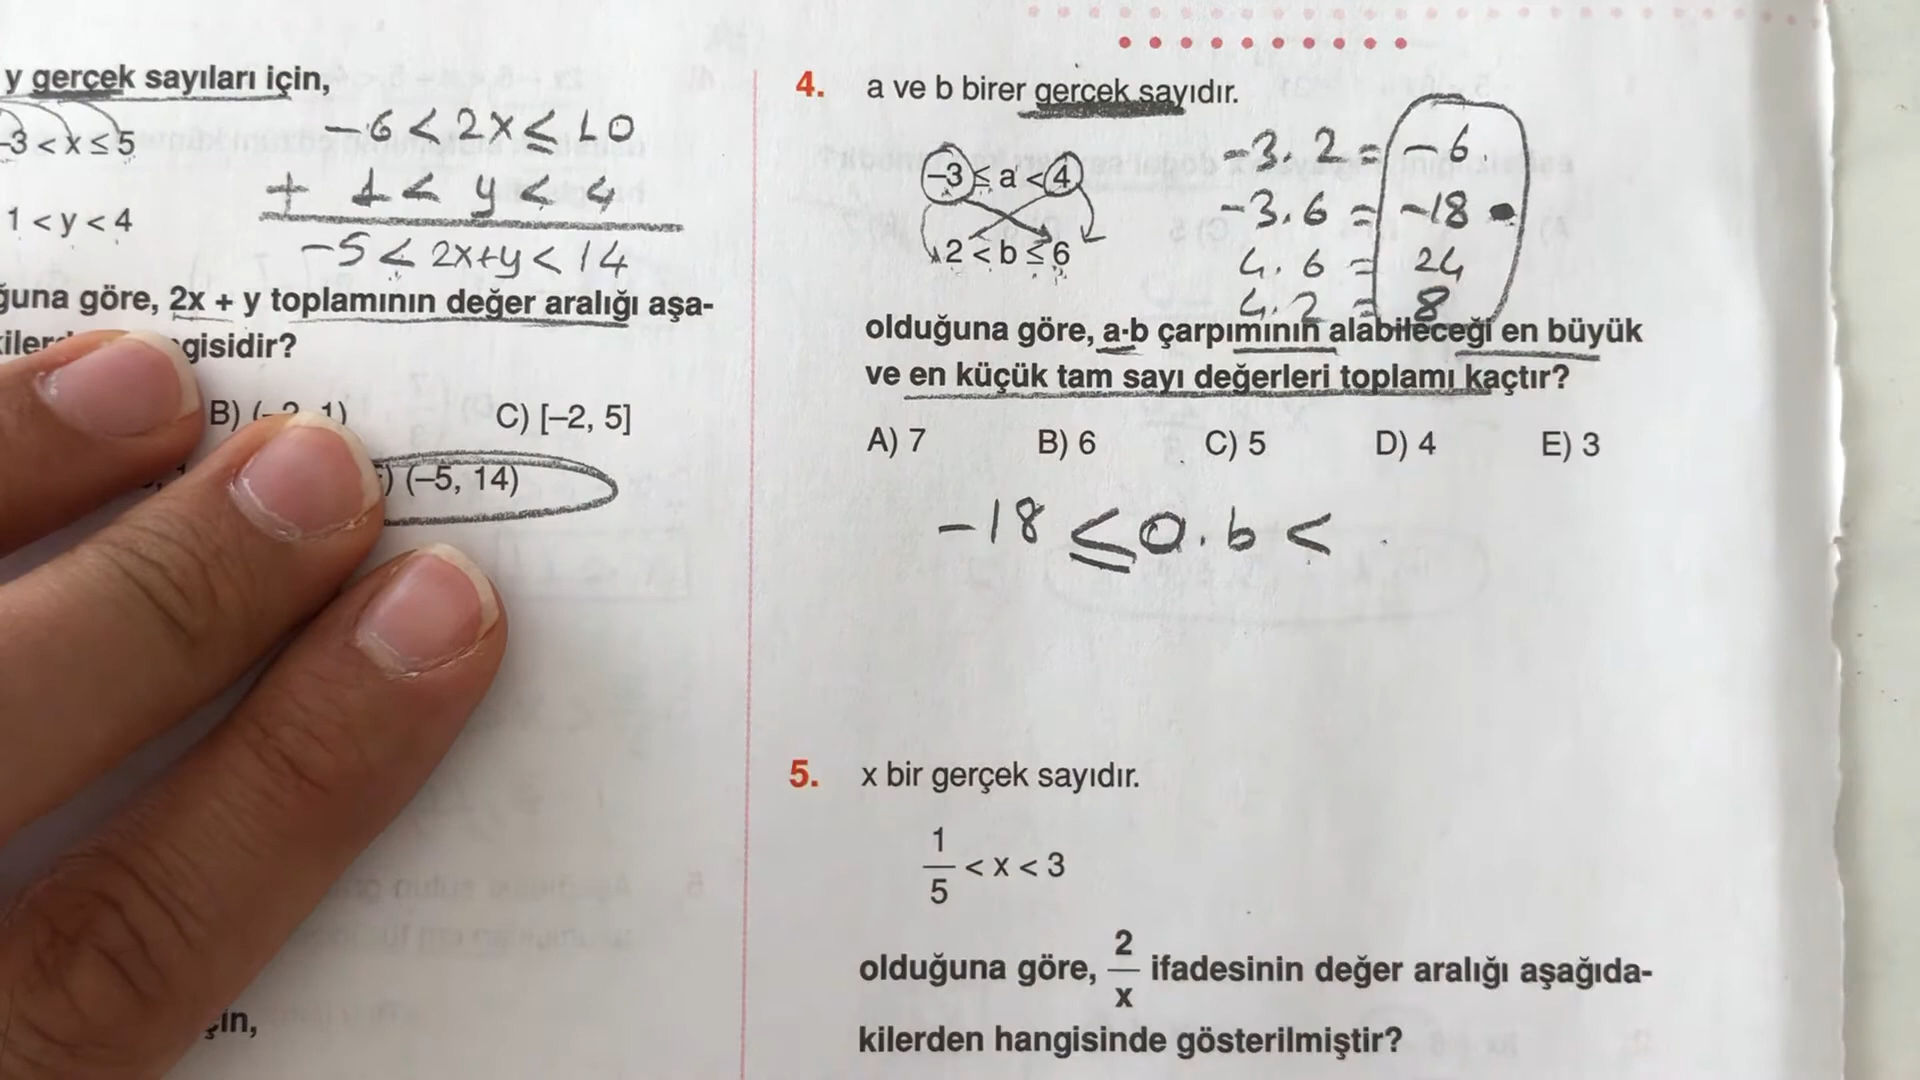 y gerçek sayıları için,
-3 < x ≤ 5
-6 < 2x ≤ 10
1 < y < 4
+ 1 < y < 4
-5 < 2x+y < 14
göre, 2x + y toplamının değer aralığı aşa-
gisidir?
B)
C) [–2, 5]
(–5, 14)
için,
4. a ve b birer gerçek sayıdır.
–3 ≤ a < 4
2 < b ≤ 6
-3.2 = -6
-3.6 = -18
4.6 = 24
4.2 = 8
olduğuna göre, a·b çarpımının alabileceği en büyük
ve en küçük tam sayı değerleri toplamı kaçtır?
A) 7 B) 6 C) 5 D) 4 E) 3
-18 ≤ a.b <
5. x bir gerçek sayıdır.
1/5 < x < 3
olduğuna göre, 2/x ifadesinin değer aralığı aşağıda-
kilerden hangisinde gösterilmiştir?